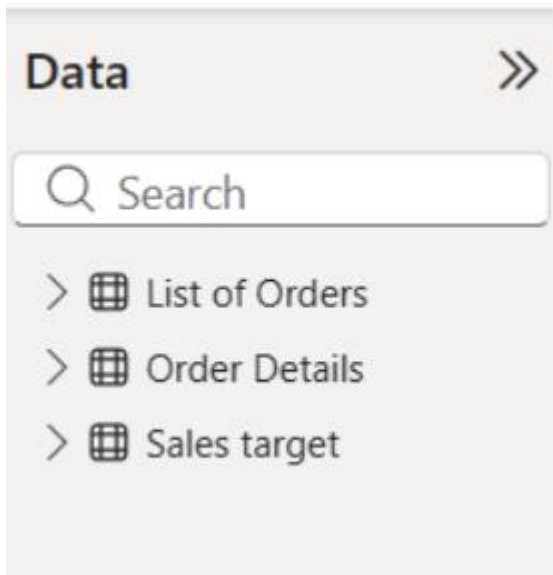 Data
Search
List of Orders
Order Details
Sales target